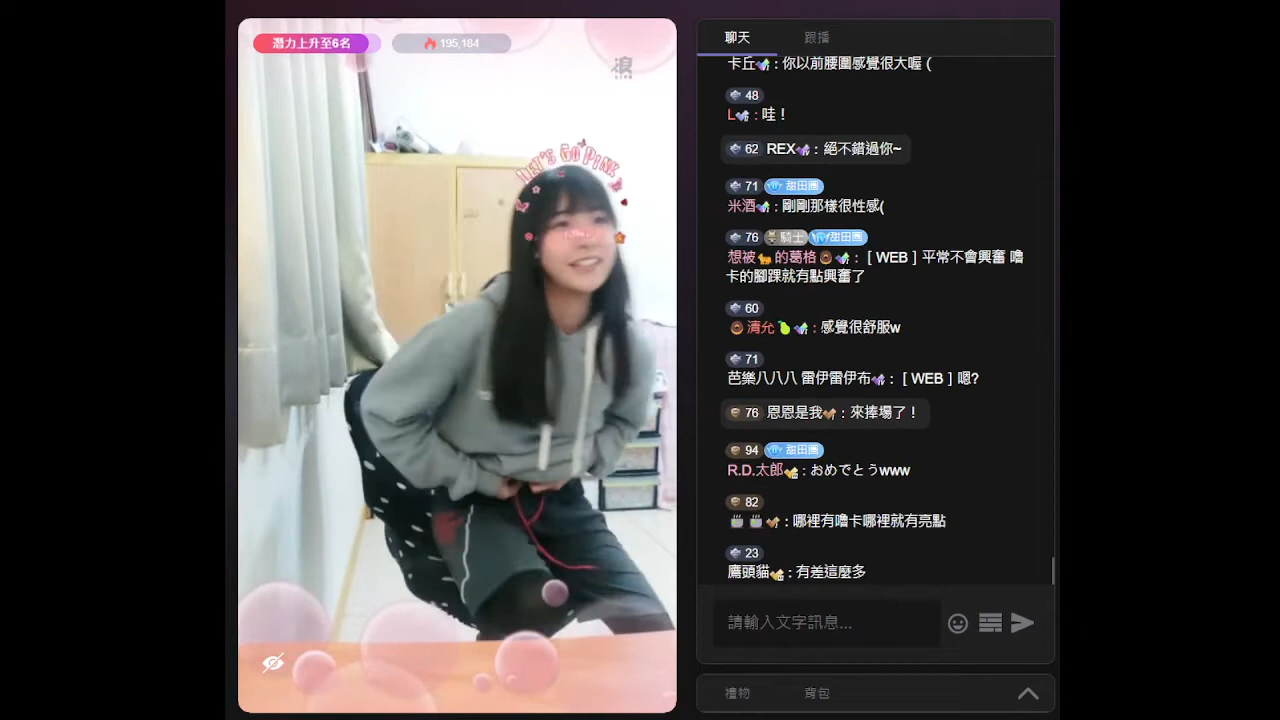 潛力上升至6名
195,184
浪
LIVE
LET'S GO PINK
聊天
跟播
卡丘：你以前腰圍感覺很大喔 (
48
L：哇！
62 REX：絕不錯過你~
71 甜田圈
米酒：剛剛那樣很性感(
76 騎士 甜田圈
想被的葛格：[ WEB ] 平常不會興奮 嚕
卡的腳踝就有點興奮了
60
清允：感覺很舒服w
71
芭樂八八八 雷伊雷伊布：[ WEB ] 嗯?
76 恩恩是我：來捧場了！
94 甜田圈
R.D.太郎：おめでとうwww
82
：哪裡有嚕卡哪裡就有亮點
23
鷹頭貓：有差這麼多
請輸入文字訊息...
禮物
背包